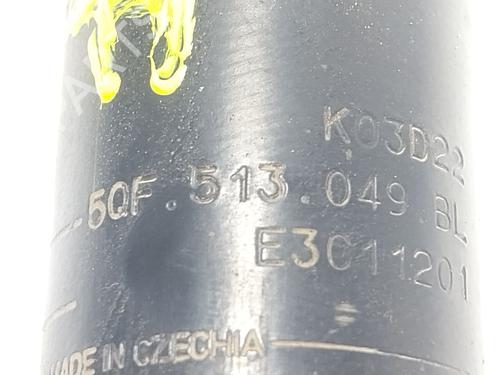 K03D22
5QF.513.049.BL
E3C11201
MADE IN CZECHIA